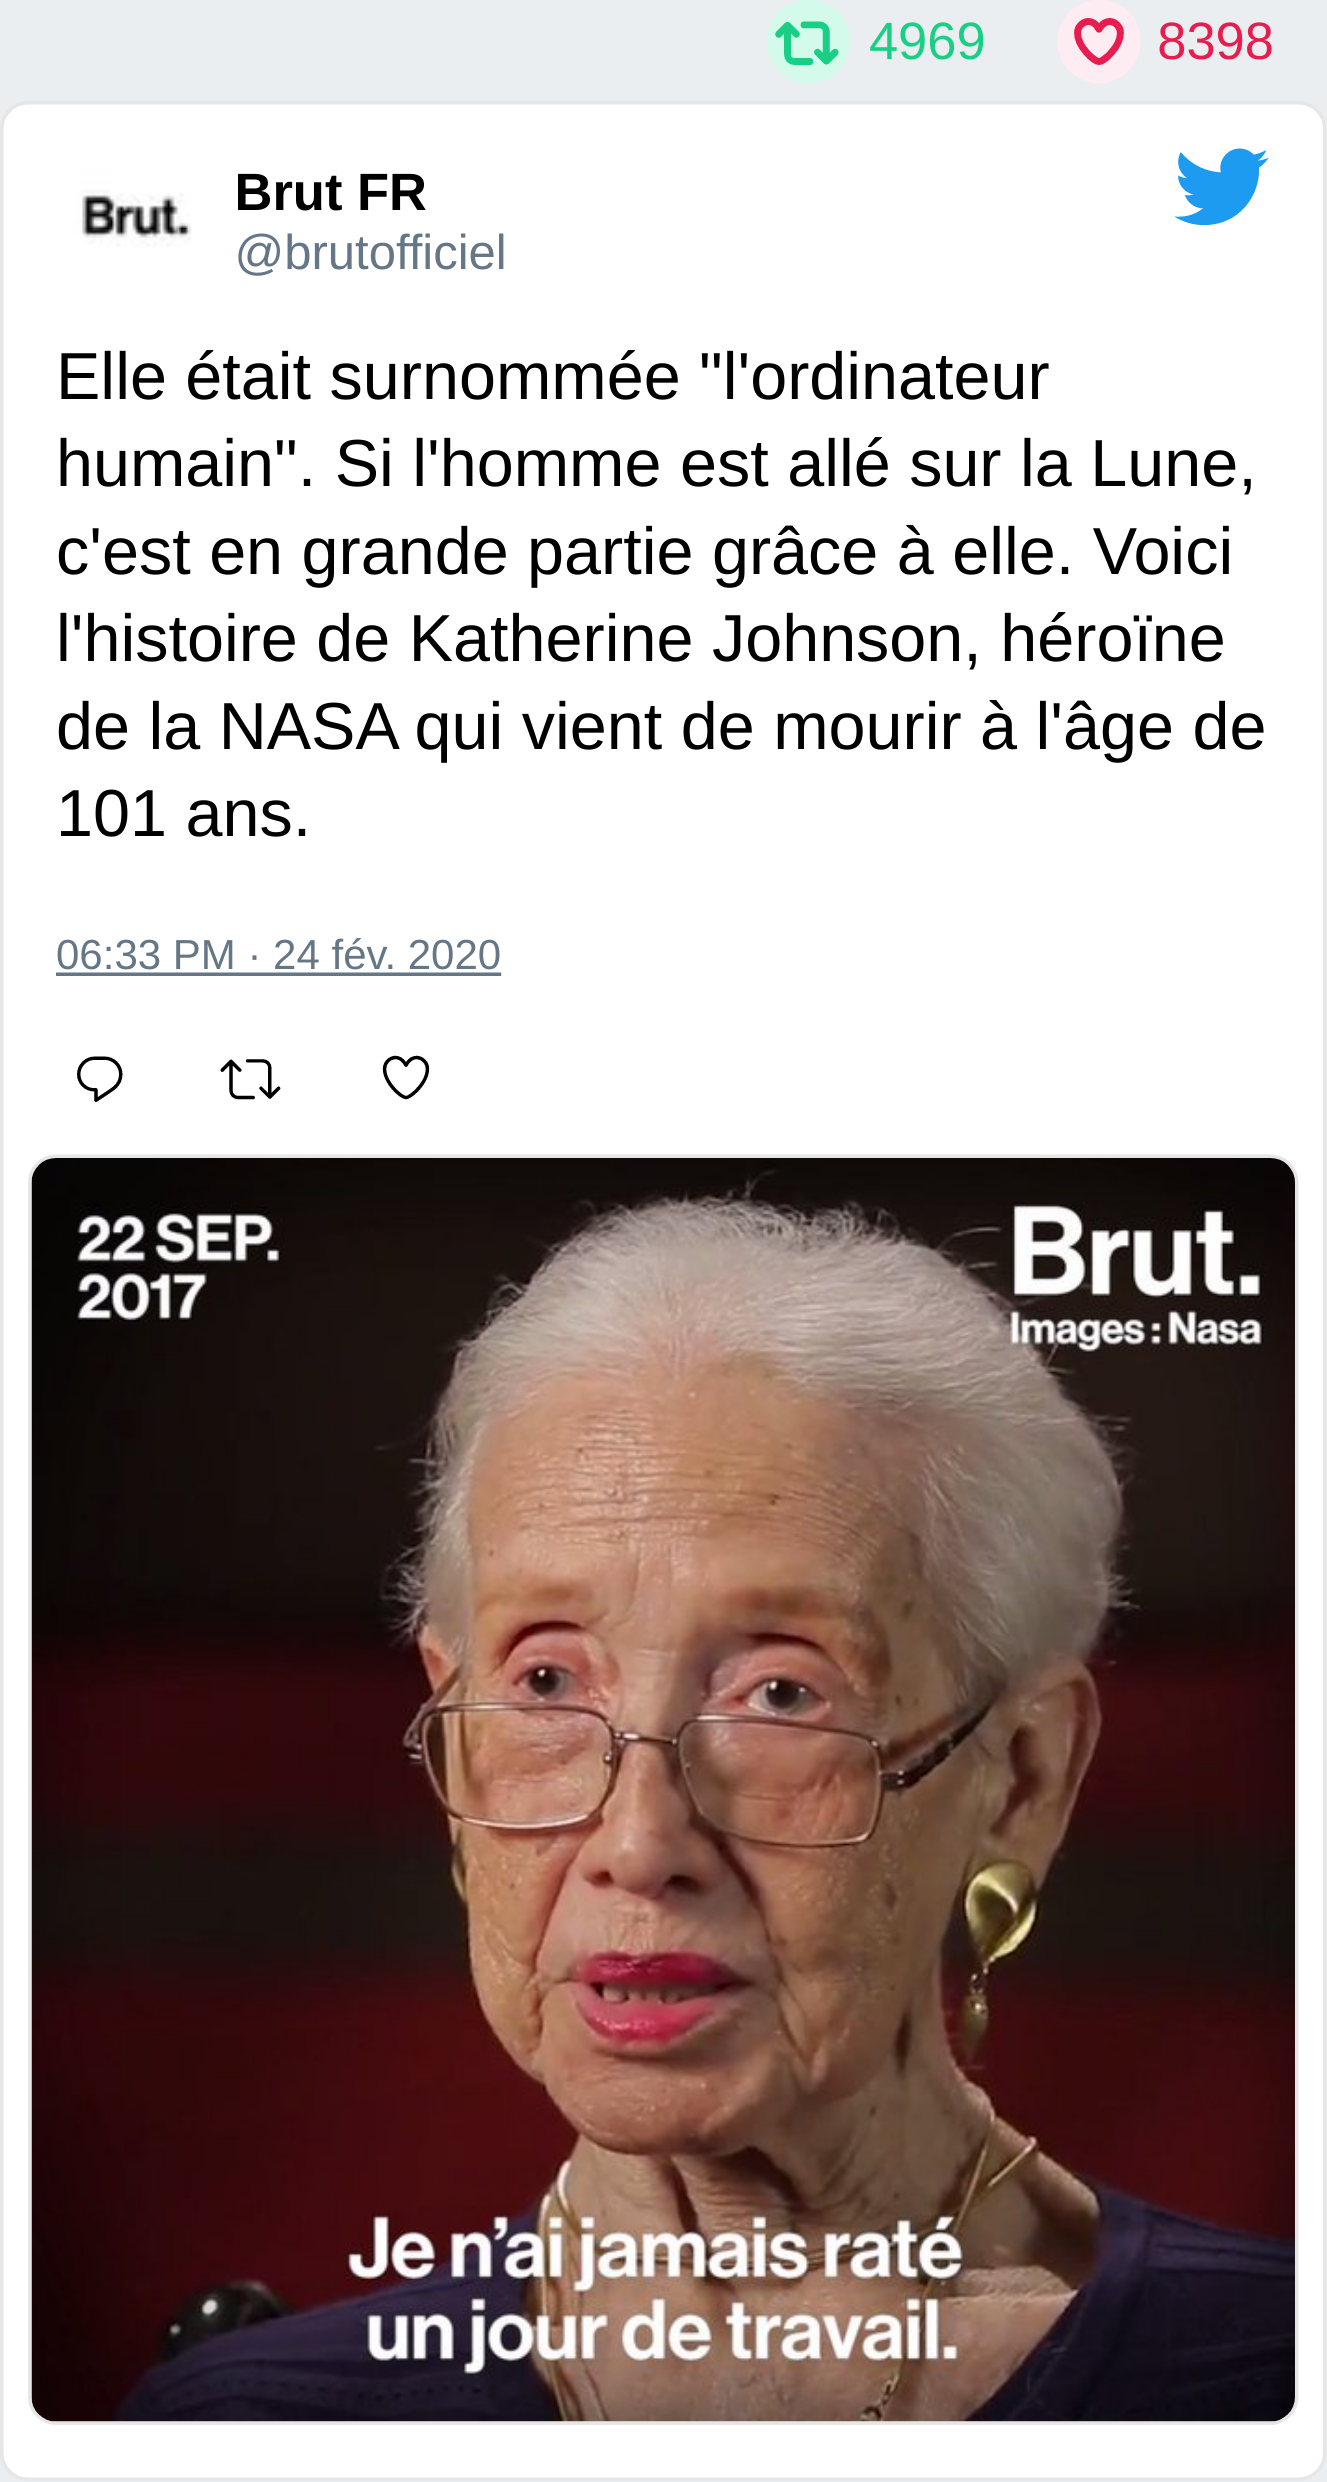 4969 8398
Brut.
Brut FR
@brutofficiel
Elle était surnommée "l'ordinateur
humain". Si l'homme est allé sur la Lune,
c'est en grande partie grâce à elle. Voici
l'histoire de Katherine Johnson, héroïne
de la NASA qui vient de mourir à l'âge de
101 ans.
06:33 PM · 24 fév. 2020
22 SEP.
2017
Brut.
Images : Nasa
Je n’ai jamais raté
un jour de travail.